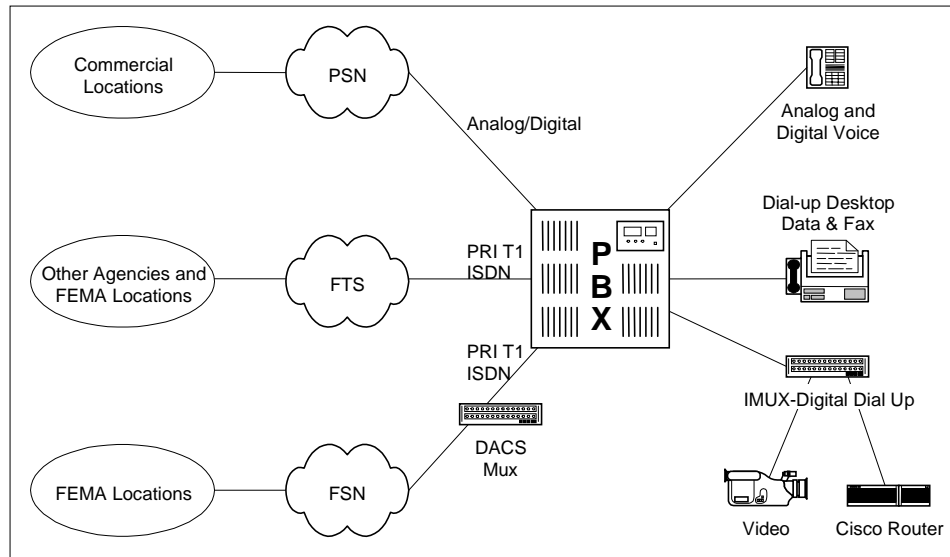 Commercial
Locations
PSN
Analog/Digital
Analog and
Digital Voice
Dial-up Desktop
Data & Fax
Other Agencies and
FEMA Locations
FTS
PRI T1
ISDN
P
B
X
PRI T1
ISDN
IMUX-Digital Dial Up
DACS
Mux
FEMA Locations
FSN
Video
Cisco Router